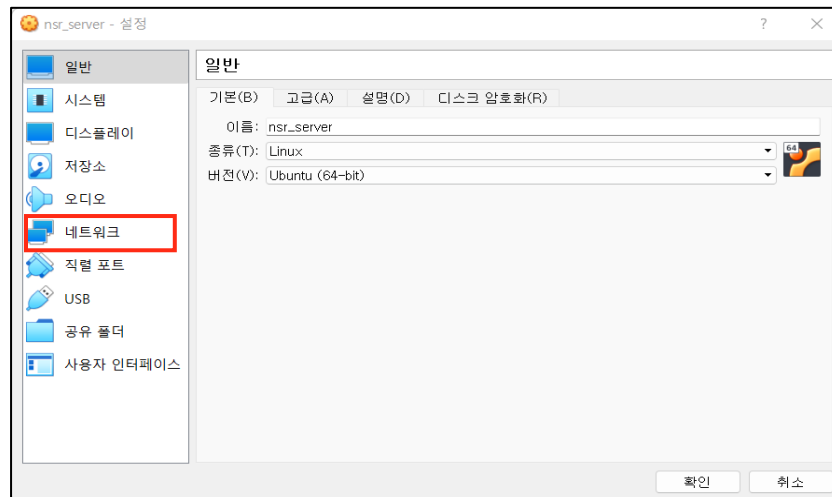 nsr_server - 설정
?
일반
시스템
디스플레이
저장소
오디오
네트워크
직렬 포트
USB
공유 폴더
사용자 인터페이스
일반
기본(B) 고급(A) 설명(D) 디스크 암호화(R)
이름: nsr_server
종류(T): Linux
64
버전(V): Ubuntu (64-bit)
확인 취소